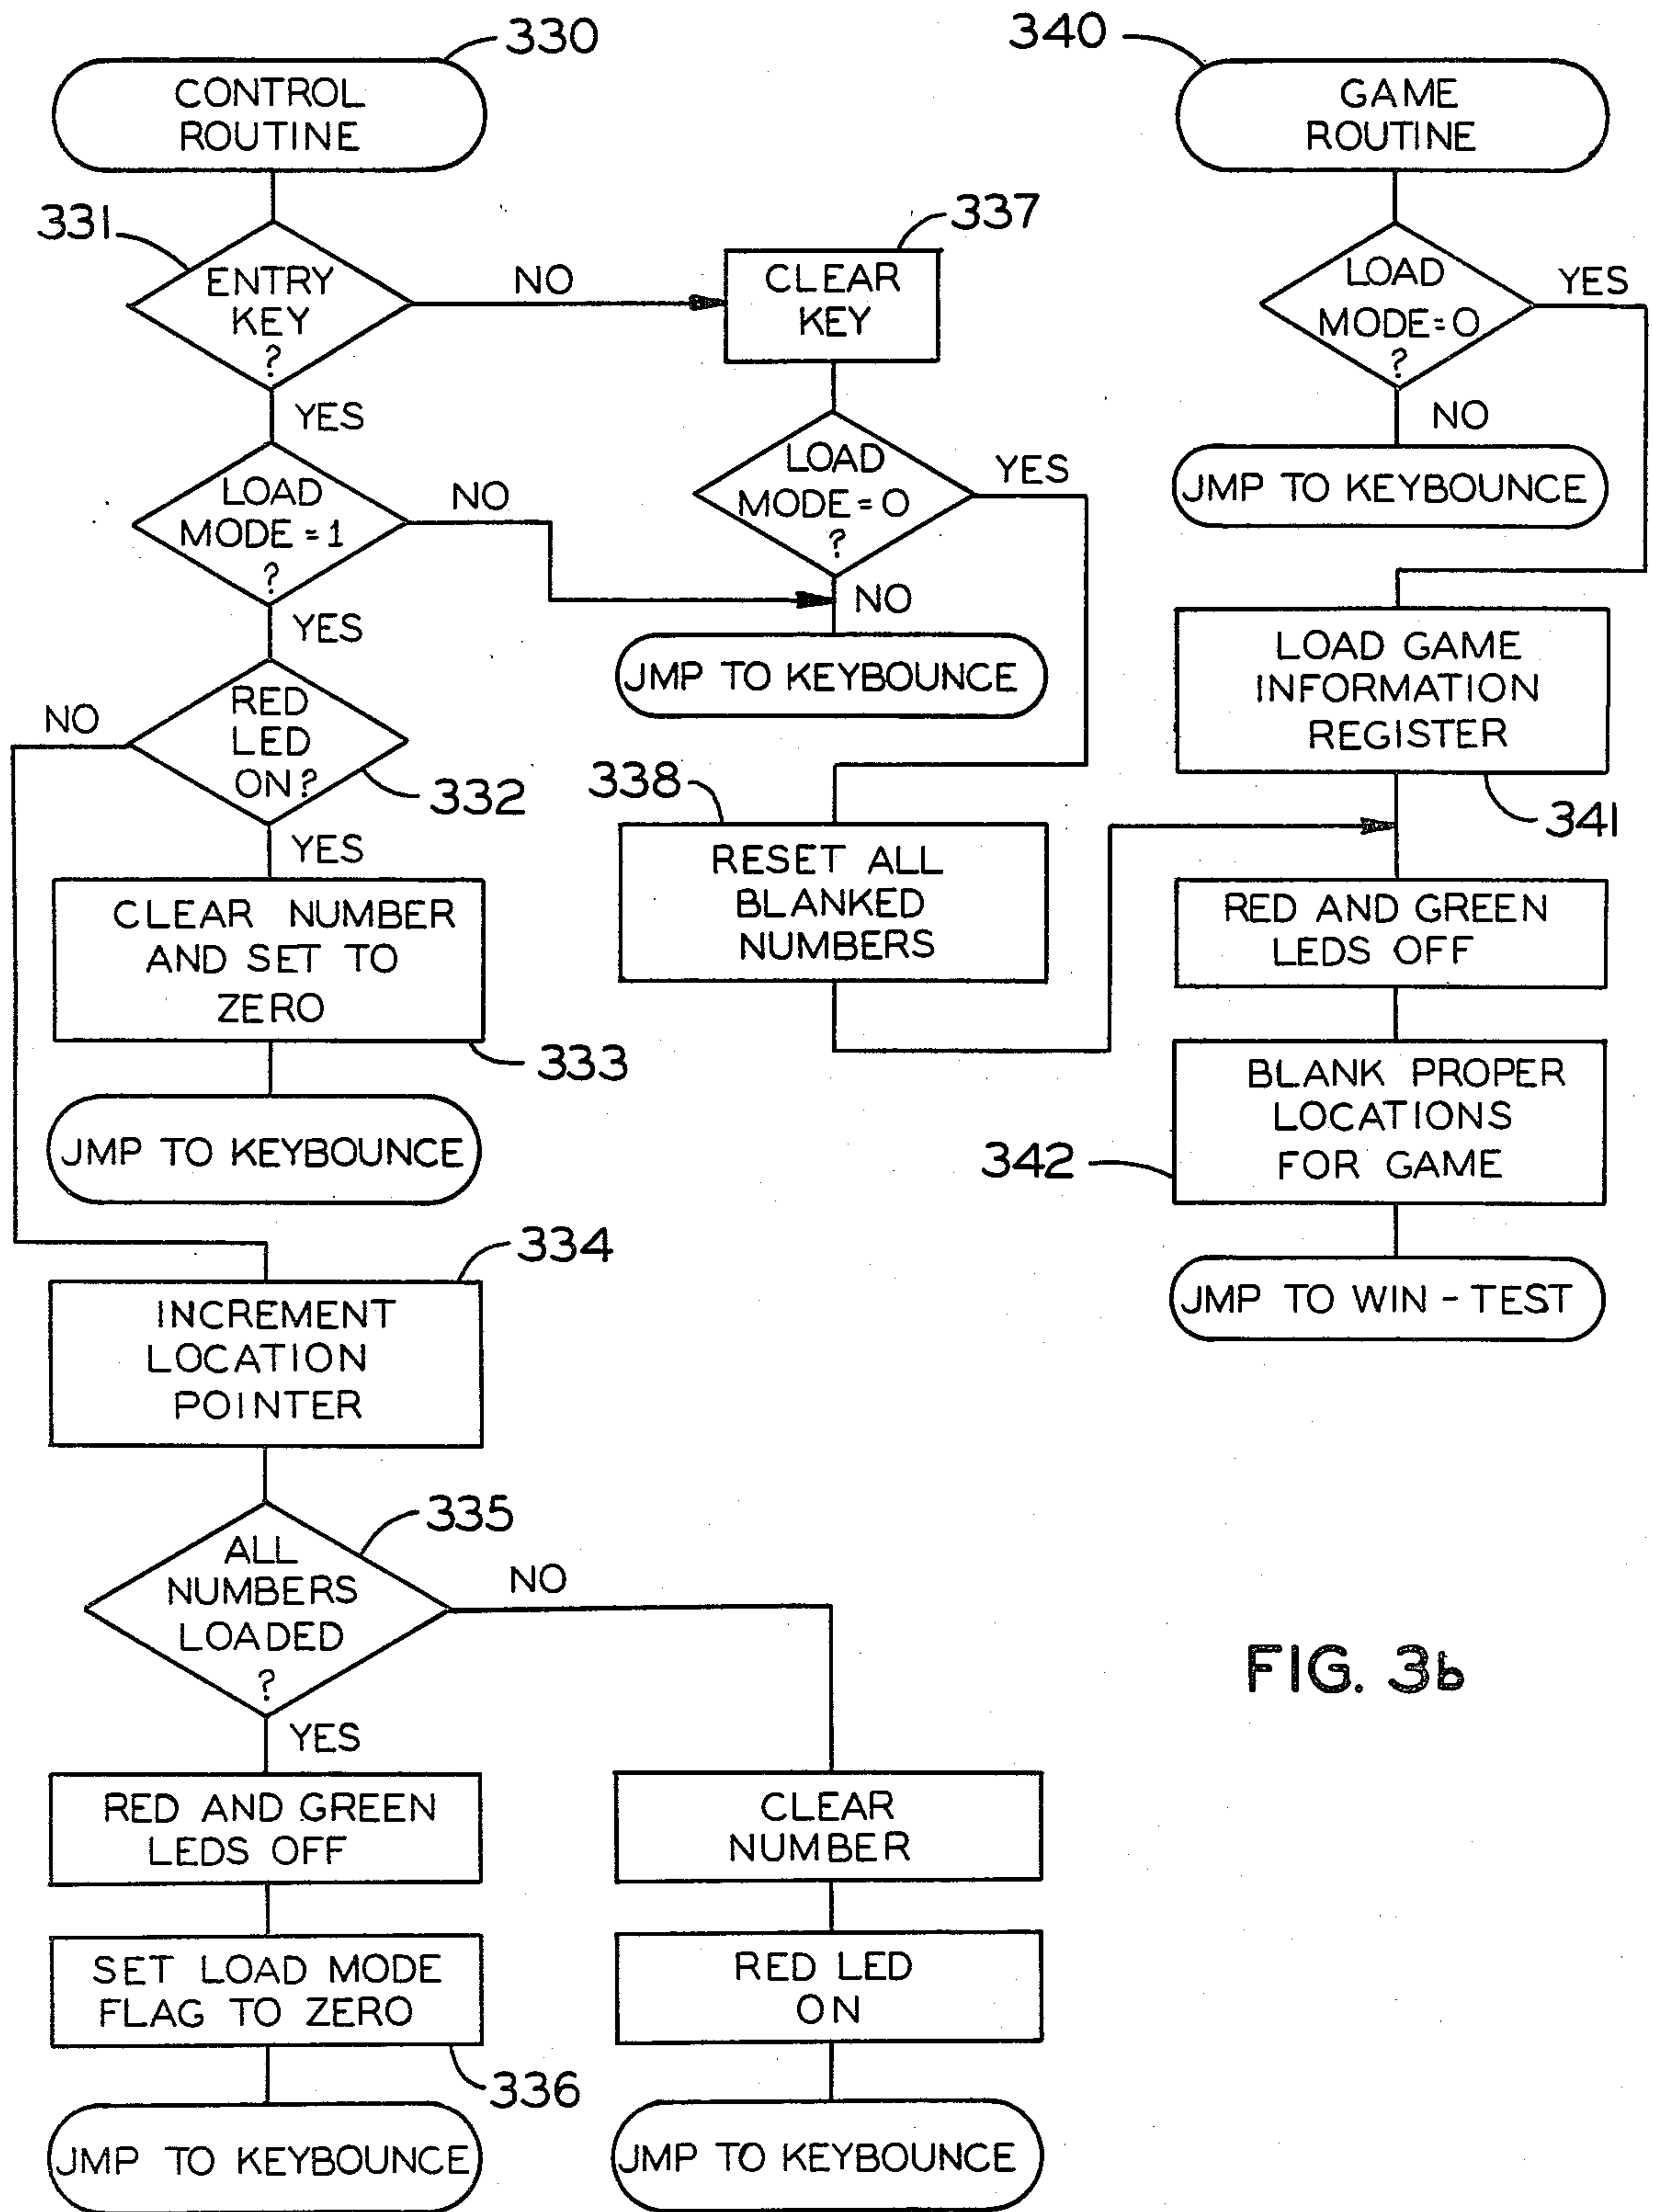 330
CONTROL
ROUTINE
331
ENTRY
KEY
?
NO
YES
337
CLEAR
KEY
LOAD
MODE=1
?
NO
YES
LOAD
MODE=0
?
YES
NO
JMP TO KEYBOUNCE
RED
LED
ON?
NO
332
YES
CLEAR NUMBER
AND SET TO
ZERO
333
JMP TO KEYBOUNCE
338
RESET ALL
BLANKED
NUMBERS
334
INCREMENT
LOCATION
POINTER
335
ALL
NUMBERS
LOADED
?
NO
YES
RED AND GREEN
LEDS OFF
SET LOAD MODE
FLAG TO ZERO
336
JMP TO KEYBOUNCE
CLEAR
NUMBER
RED LED
ON
JMP TO KEYBOUNCE
340
GAME
ROUTINE
LOAD
MODE=0
?
YES
NO
JMP TO KEYBOUNCE
LOAD GAME
INFORMATION
REGISTER
341
RED AND GREEN
LEDS OFF
BLANK PROPER
LOCATIONS
FOR GAME
342
JMP TO WIN - TEST
FIG. 3b